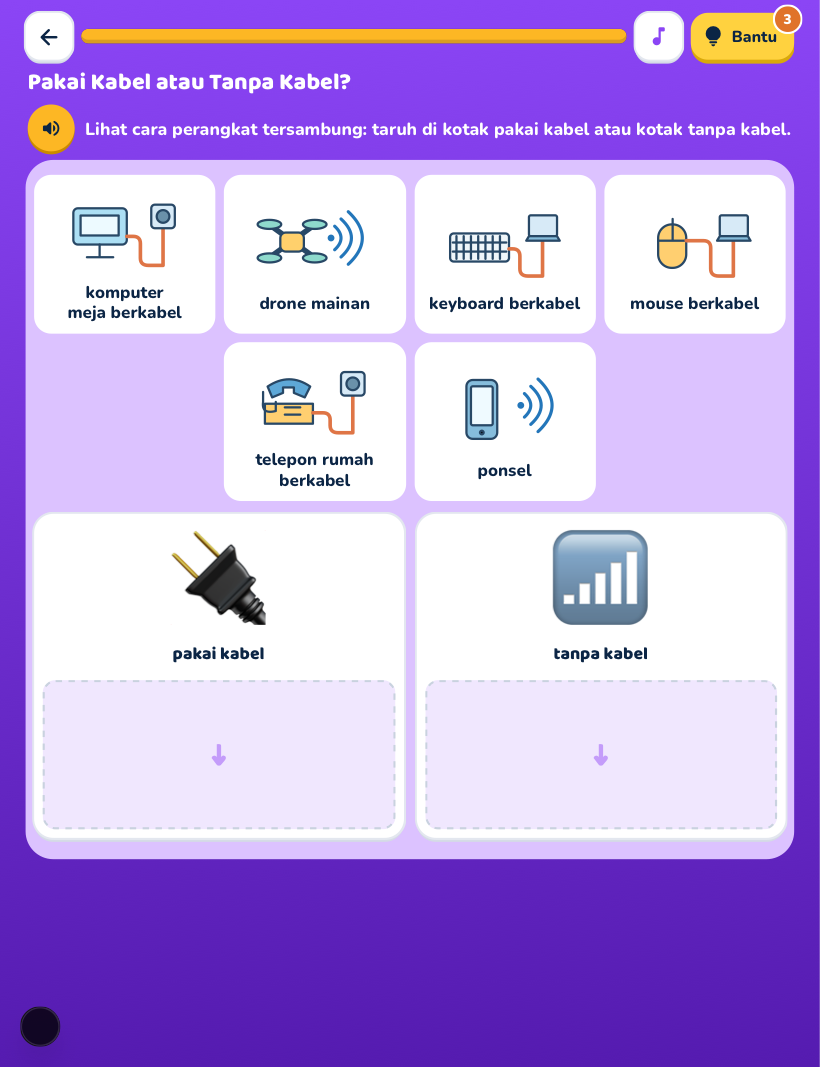 3
Bantu
Pakai Kabel atau Tanpa Kabel?
Lihat cara perangkat tersambung: taruh di kotak pakai kabel atau kotak tanpa kabel.
komputer
meja berkabel
drone mainan
keyboard berkabel
mouse berkabel
telepon rumah
berkabel
ponsel
pakai kabel
tanpa kabel